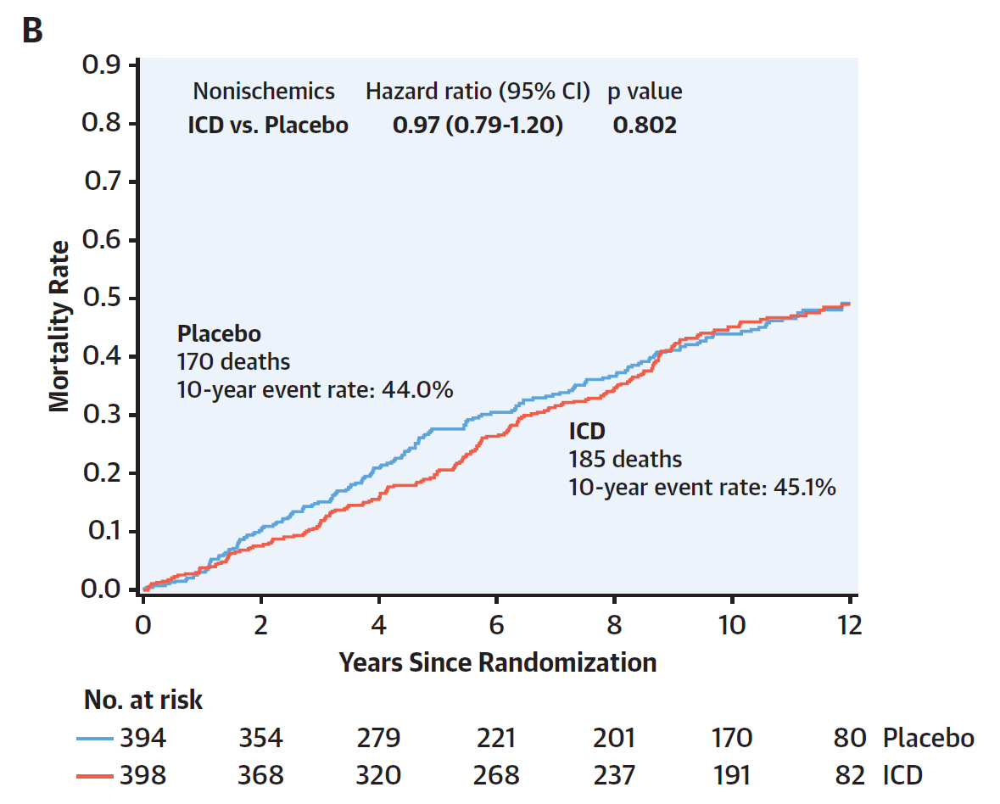 B
Nonischemics Hazard ratio (95% CI) p value
ICD vs. Placebo 0.97 (0.79-1.20) 0.802
0.9
0.8
0.7
0.6
0.5
0.4
0.3
0.2
0.1
0.0
Mortality Rate
Placebo
170 deaths
10-year event rate: 44.0%
ICD
185 deaths
10-year event rate: 45.1%
0 2 4 6 8 10 12
Years Since Randomization
No. at risk
394 354 279 221 201 170 80 Placebo
398 368 320 268 237 191 82 ICD